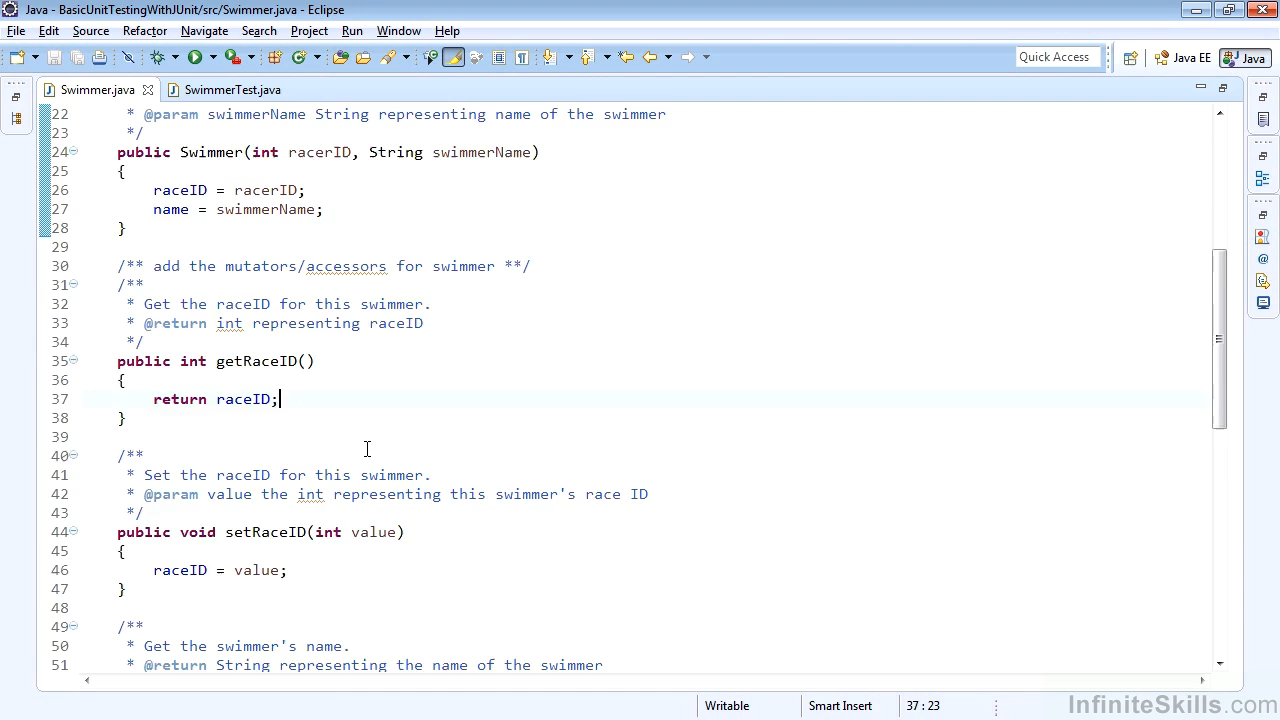 Java - BasicUnitTestingWithJUnit/src/Swimmer.java - Eclipse
File Edit Source Refactor Navigate Search Project Run Window Help
Quick Access Java EE Java
Swimmer.java SwimmerTest.java
22 * @param swimmerName String representing name of the swimmer
23 */
24 public Swimmer(int racerID, String swimmerName)
25 {
26 raceID = racerID;
27 name = swimmerName;
28 }
29
30 /** add the mutators/accessors for swimmer **/
31 /**
32 * Get the raceID for this swimmer.
33 * @return int representing raceID
34 */
35 public int getRaceID()
36 {
37 return raceID;
38 }
39
40 /**
41 * Set the raceID for this swimmer.
42 * @param value the int representing this swimmer's race ID
43 */
44 public void setRaceID(int value)
45 {
46 raceID = value;
47 }
48
49 /**
50 * Get the swimmer's name.
51 * @return String representing the name of the swimmer
Writable Smart Insert 37 : 23
InfiniteSkills.com